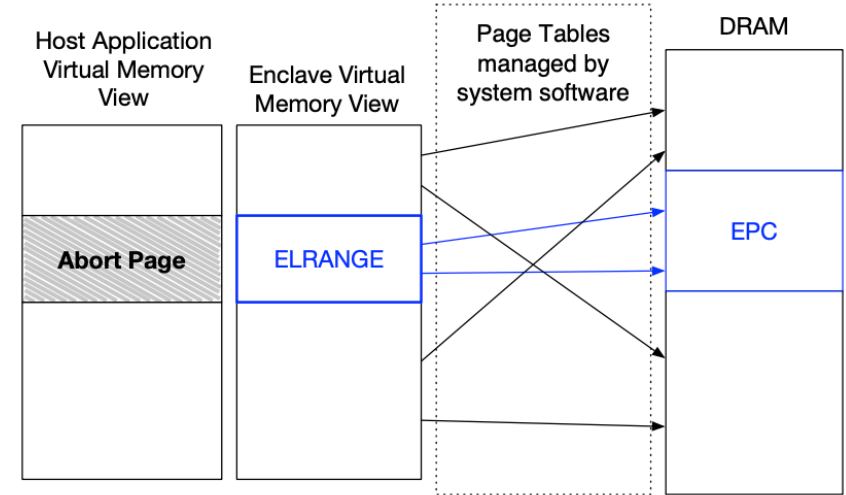 Host Application
Virtual Memory
View
Enclave Virtual
Memory View
Page Tables
managed by
system software
DRAM
Abort Page
ELRANGE
EPC